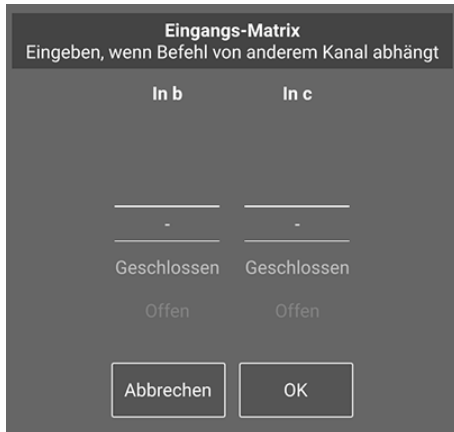 Eingangs-Matrix
Eingeben, wenn Befehl von anderem Kanal abhängt
In b In c
- -
Geschlossen Geschlossen
Offen Offen
Abbrechen OK